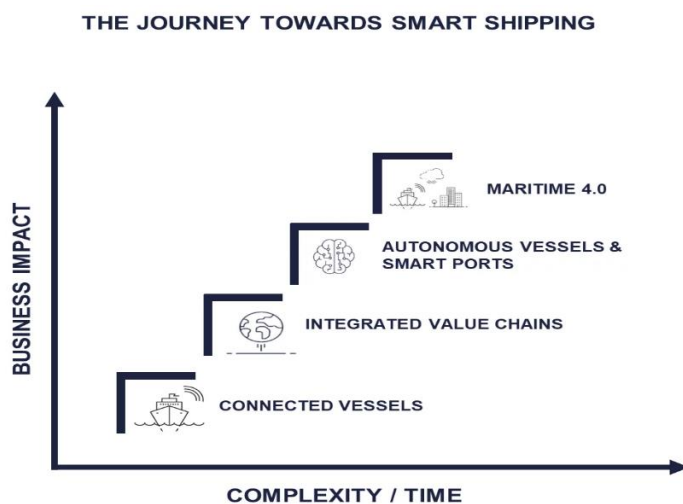 THE JOURNEY TOWARDS SMART SHIPPING
BUSINESS IMPACT
MARITIME 4.0
AUTONOMOUS VESSELS &
SMART PORTS
INTEGRATED VALUE CHAINS
CONNECTED VESSELS
COMPLEXITY / TIME